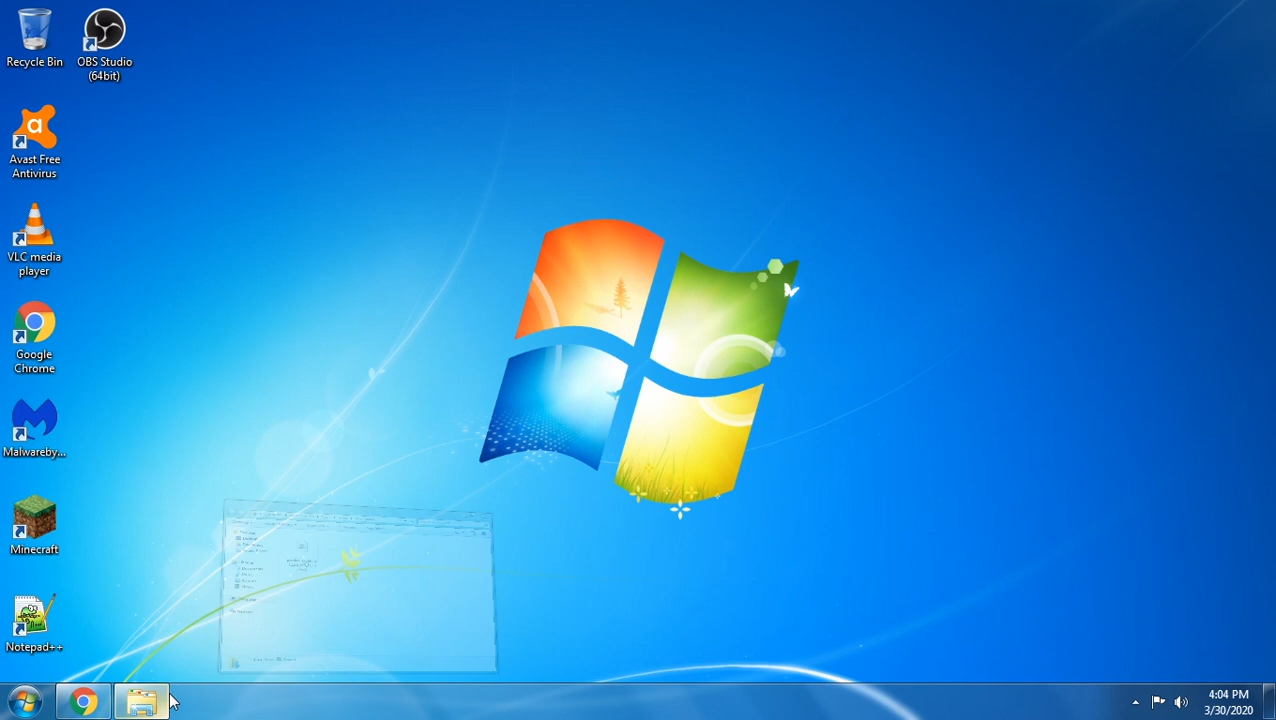 Recycle Bin
OBS Studio
(64bit)
Avast Free
Antivirus
VLC media
player
Google
Chrome
Malwareby...
Minecraft
Notepad++
4:04 PM
3/30/2020